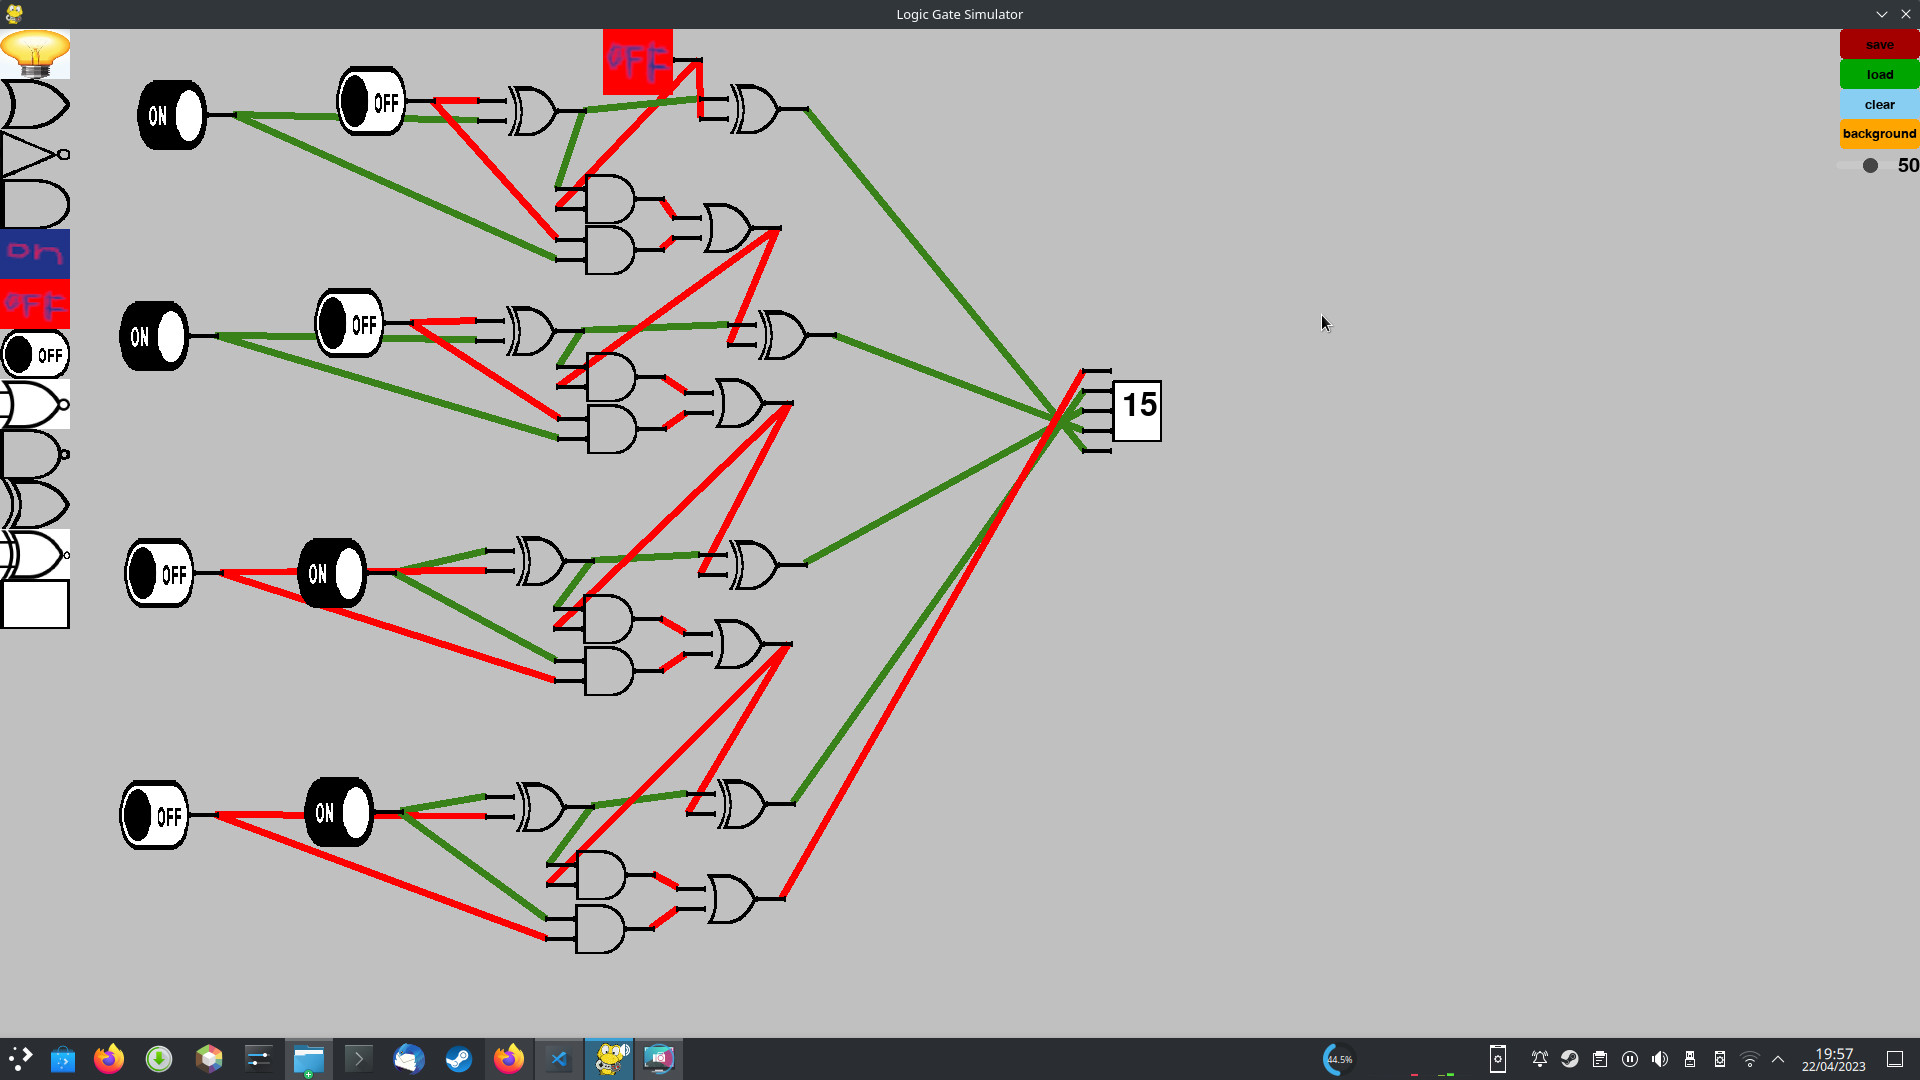 Logic Gate Simulator
save
load
clear
background
50
on
OFF
OFF
OFF
ON
OFF
ON
OFF
15
OFF
ON
OFF
ON
44.5%
19:57
22/04/2023